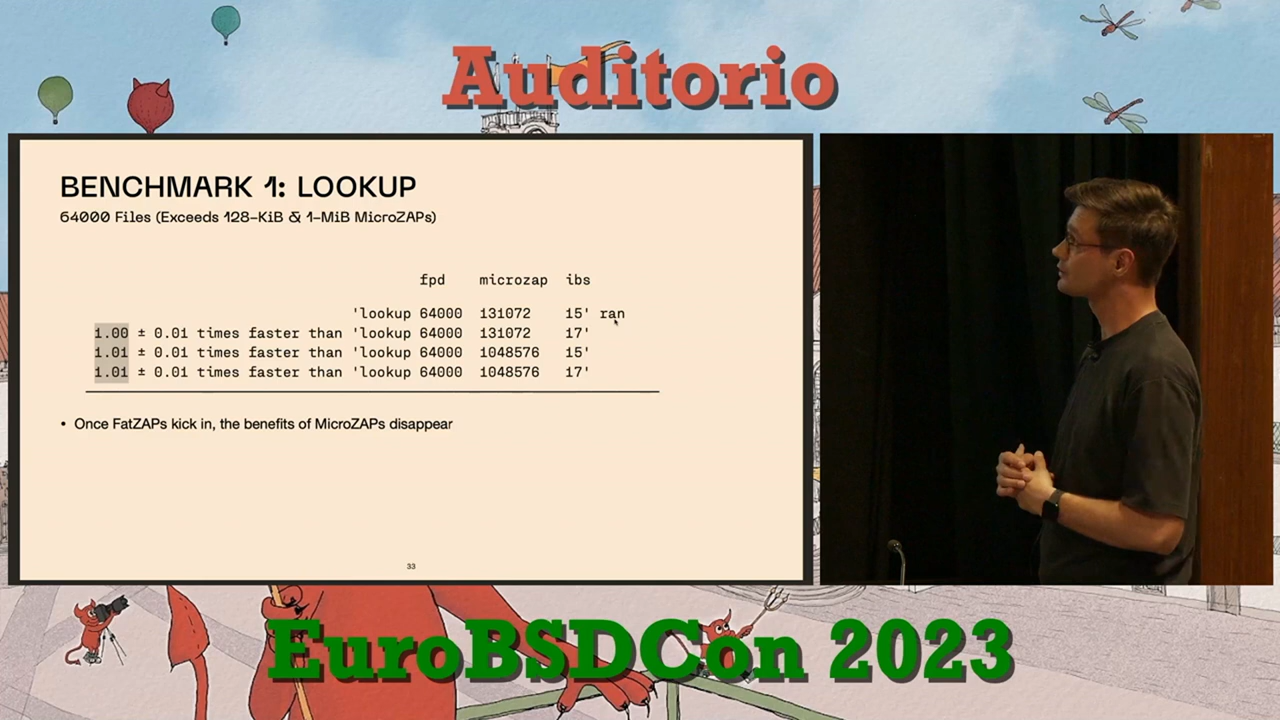 Auditorio
BENCHMARK 1: LOOKUP
64000 Files (Exceeds 128-KiB & 1-MiB MicroZAPs)
fpd microzap ibs
'lookup 64000 131072 15' ran
1.00 ± 0.01 times faster than 'lookup 64000 131072 17'
1.01 ± 0.01 times faster than 'lookup 64000 1048576 15'
1.01 ± 0.01 times faster than 'lookup 64000 1048576 17'
• Once FatZAPs kick in, the benefits of MicroZAPs disappear
33
EuroBSDCon 2023